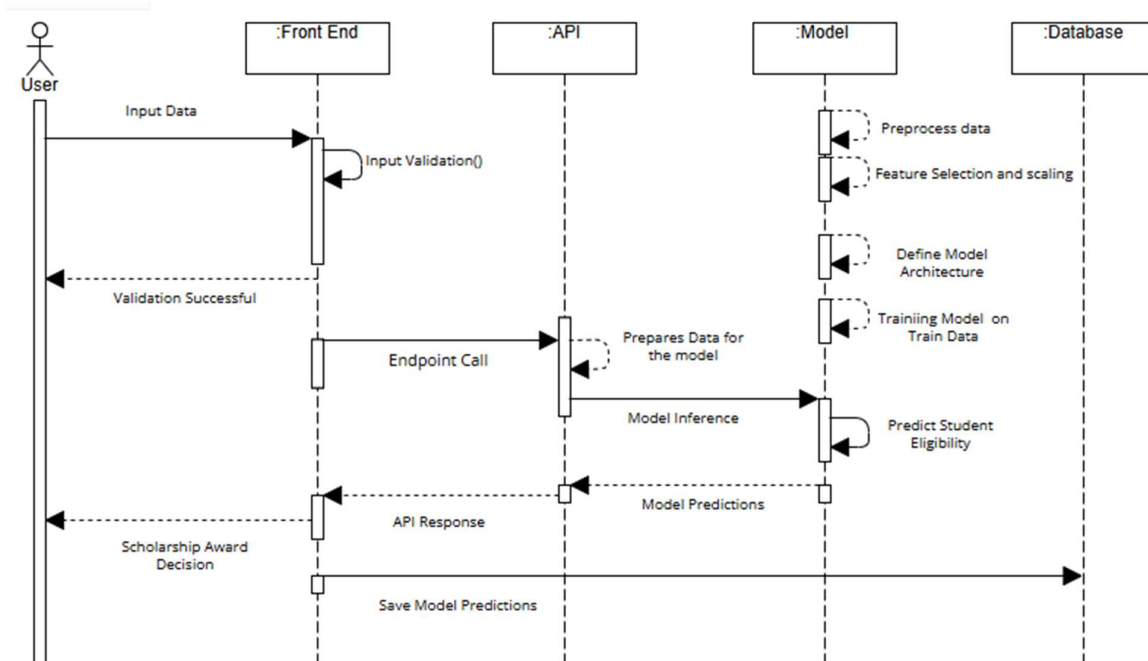 :Front End
:API
:Model
:Database
User
Input Data
Preprocess data
Input Validation()
Feature Selection and scaling
Define Model
Architecture
Validation Successful
Trainiing Model on
Train Data
Prepares Data for
the model
Endpoint Call
Model Inference
Predict Student
Eligibility
Model Predictions
API Response
Scholarship Award
Decision
Save Model Predictions